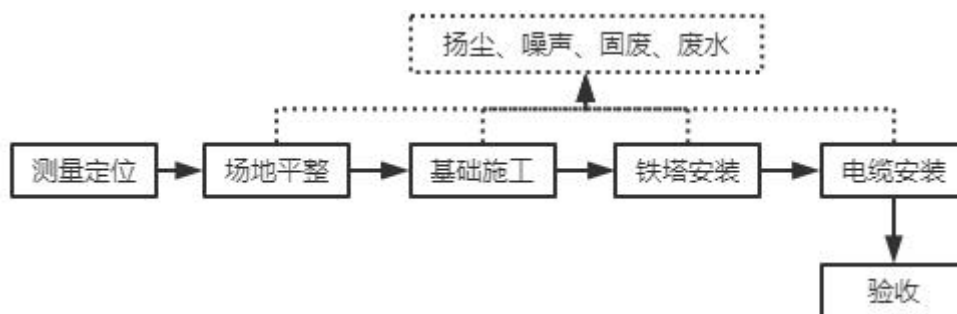 扬尘、噪声、固废、废水
测量定位
场地平整
基础施工
铁塔安装
电缆安装
验收